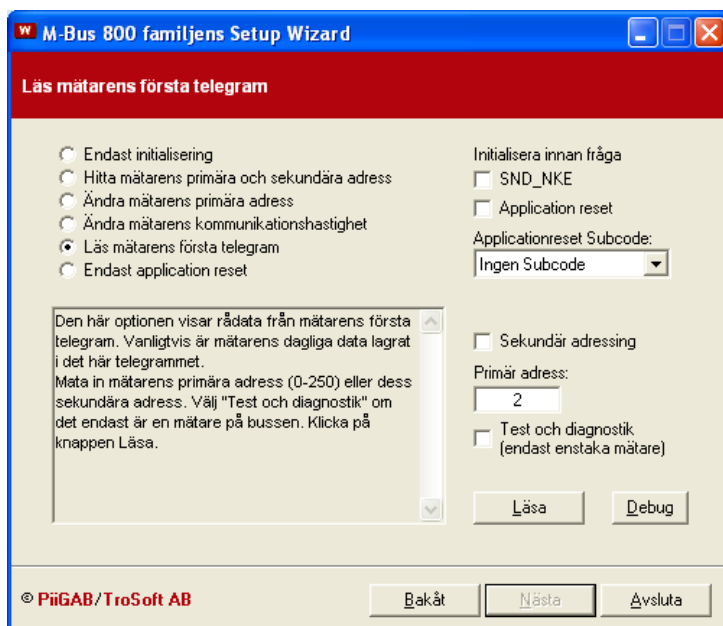 M-Bus 800 familjens Setup Wizard
Läs mätarens första telegram
Endast initialisering
Hitta mätarens primära och sekundära adress
Ändra mätarens primära adress
Ändra mätarens kommunikationshastighet
Läs mätarens första telegram
Endast application reset
Initialisera innan fråga
SND_NKE
Application reset
Applicationreset Subcode:
Ingen Subcode
Den här optionen visar rådata från mätarens första
telegram. Vanligtvis är mätarens dagliga data lagrat
i det här telegrammet.
Mata in mätarens primära adress (0-250) eller dess
sekundära adress. Välj "Test och diagnostik" om
det endast är en mätare på bussen. Klicka på
knappen Läsa.
Sekundär adressing
Primär adress:
2
Test och diagnostik
(endast enstaka mätare)
Läsa
Debug
© PiiGAB/TroSoft AB
Bakåt
Nästa
Avsluta